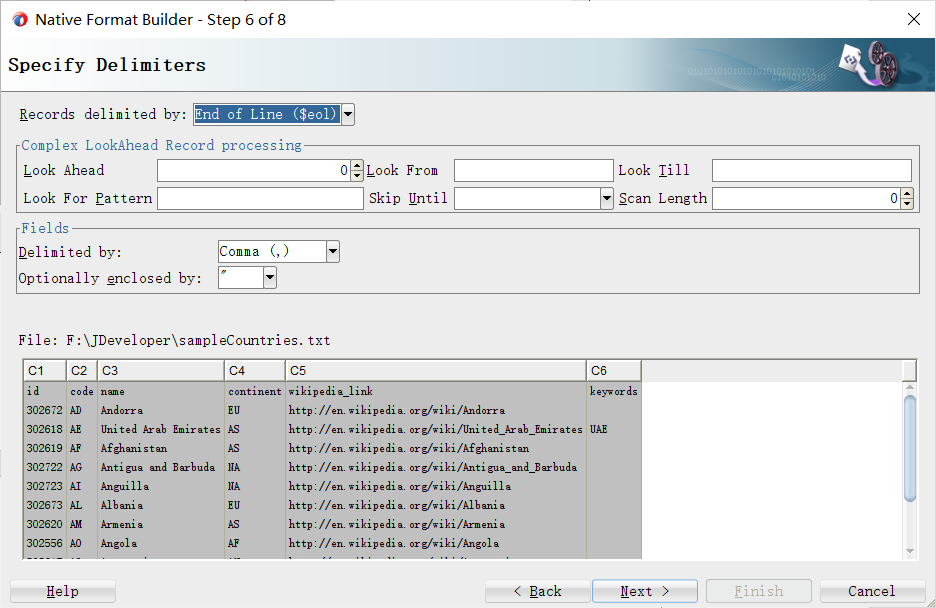 Native Format Builder - Step 6 of 8
Specify Delimiters
Records delimited by: End of Line ($eol)
Complex LookAhead Record processing
Look Ahead 0 Look From Look Till
Look For Pattern Skip Until Scan Length 0
Fields
Delimited by: Comma (,)
Optionally enclosed by: "
File: F:\JDeveloper\sampleCountries.txt
C1 C2 C3 C4 C5 C6
id code name continent wikipedia_link keywords
302672 AD Andorra EU http://en.wikipedia.org/wiki/Andorra
302618 AE United Arab Emirates AS http://en.wikipedia.org/wiki/United_Arab_Emirates UAE
302619 AF Afghanistan AS http://en.wikipedia.org/wiki/Afghanistan
302722 AG Antigua and Barbuda NA http://en.wikipedia.org/wiki/Antigua_and_Barbuda
302723 AI Anguilla NA http://en.wikipedia.org/wiki/Anguilla
302673 AL Albania EU http://en.wikipedia.org/wiki/Albania
302620 AM Armenia AS http://en.wikipedia.org/wiki/Armenia
302556 AO Angola AF http://en.wikipedia.org/wiki/Angola
Help < Back Next > Finish Cancel